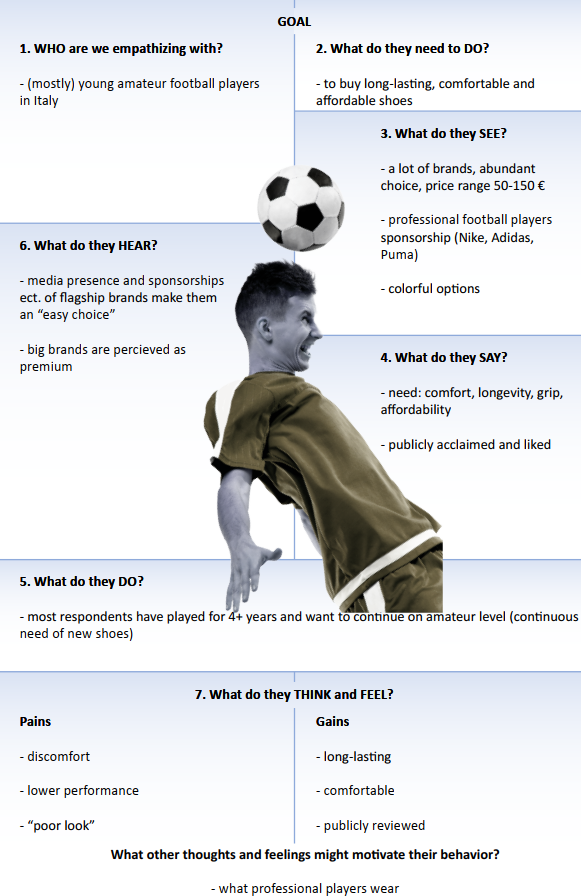 GOAL
1. WHO are we empathizing with?
- (mostly) young amateur football players
in Italy
2. What do they need to DO?
- to buy long-lasting, comfortable and
affordable shoes
3. What do they SEE?
- a lot of brands, abundant
choice, price range 50-150 €
- professional football players
sponsorship (Nike, Adidas,
Puma)
- colorful options
6. What do they HEAR?
- media presence and sponsorships
ect. of flagship brands make them
an “easy choice”
- big brands are percieved as
premium
4. What do they SAY?
- need: comfort, longevity, grip,
affordability
- publicly acclaimed and liked
5. What do they DO?
- most respondents have played for 4+ years and want to continue on amateur level (continuous
need of new shoes)
7. What do they THINK and FEEL?
Pains
- discomfort
- lower performance
- “poor look”
Gains
- long-lasting
- comfortable
- publicly reviewed
What other thoughts and feelings might motivate their behavior?
- what professional players wear